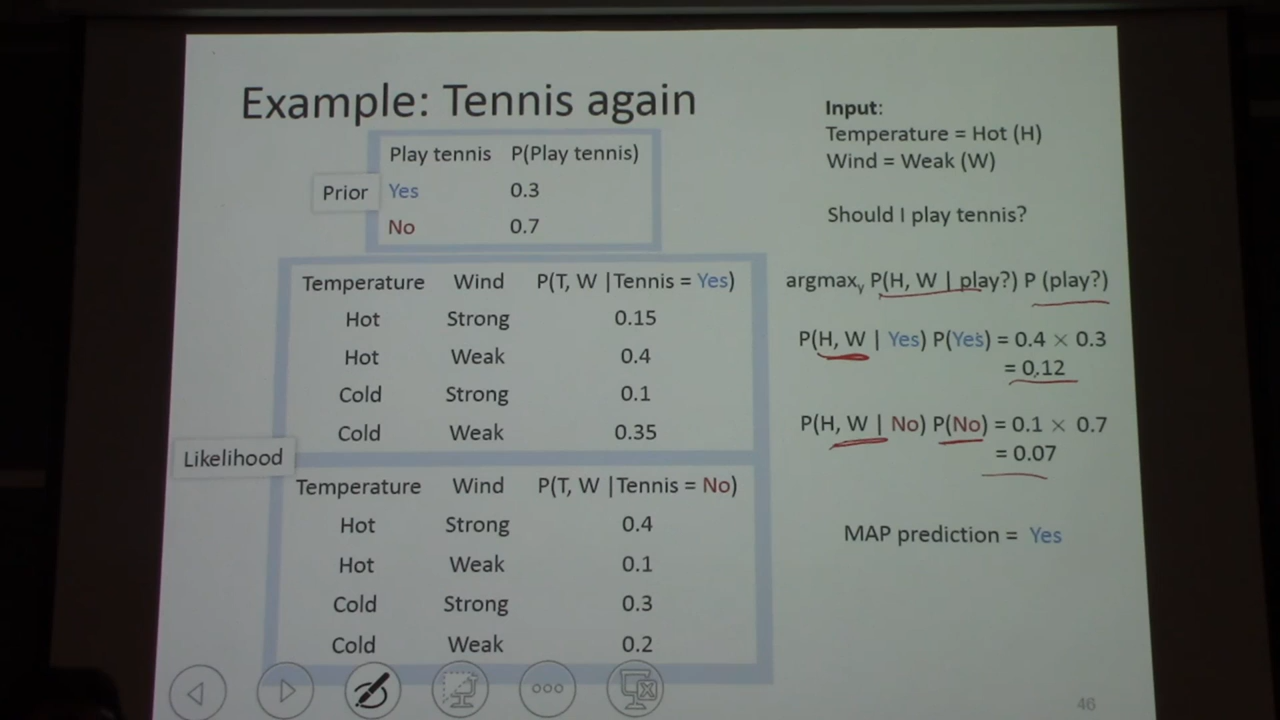 Example: Tennis again
Play tennis P(Play tennis)
Prior
Yes 0.3
No 0.7
Temperature Wind P(T, W |Tennis = Yes)
Hot Strong 0.15
Hot Weak 0.4
Cold Strong 0.1
Cold Weak 0.35
Likelihood
Temperature Wind P(T, W |Tennis = No)
Hot Strong 0.4
Hot Weak 0.1
Cold Strong 0.3
Cold Weak 0.2
Input:
Temperature = Hot (H)
Wind = Weak (W)
Should I play tennis?
argmaxy P(H, W | play?) P (play?)
P(H, W | Yes) P(Yes) = 0.4 × 0.3
= 0.12
P(H, W | No) P(No) = 0.1 × 0.7
= 0.07
MAP prediction = Yes
46